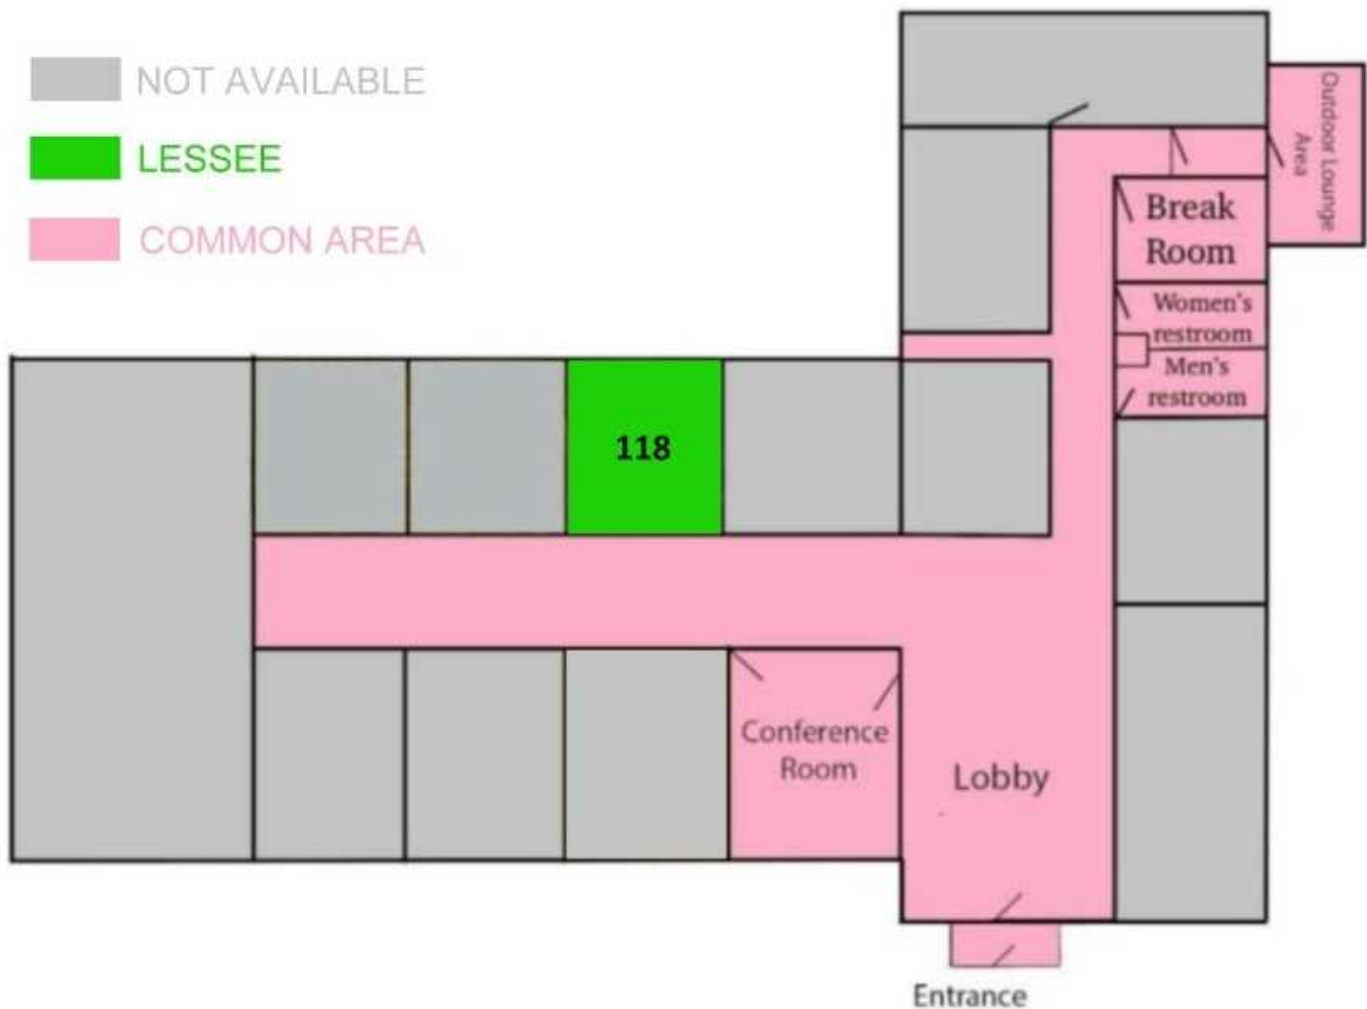 NOT AVAILABLE
LESSEE
COMMON AREA
Outdoor Lounge
Area
Break
Room
Women's
restroom
Men's
restroom
118
Conference
Room
Lobby
Entrance